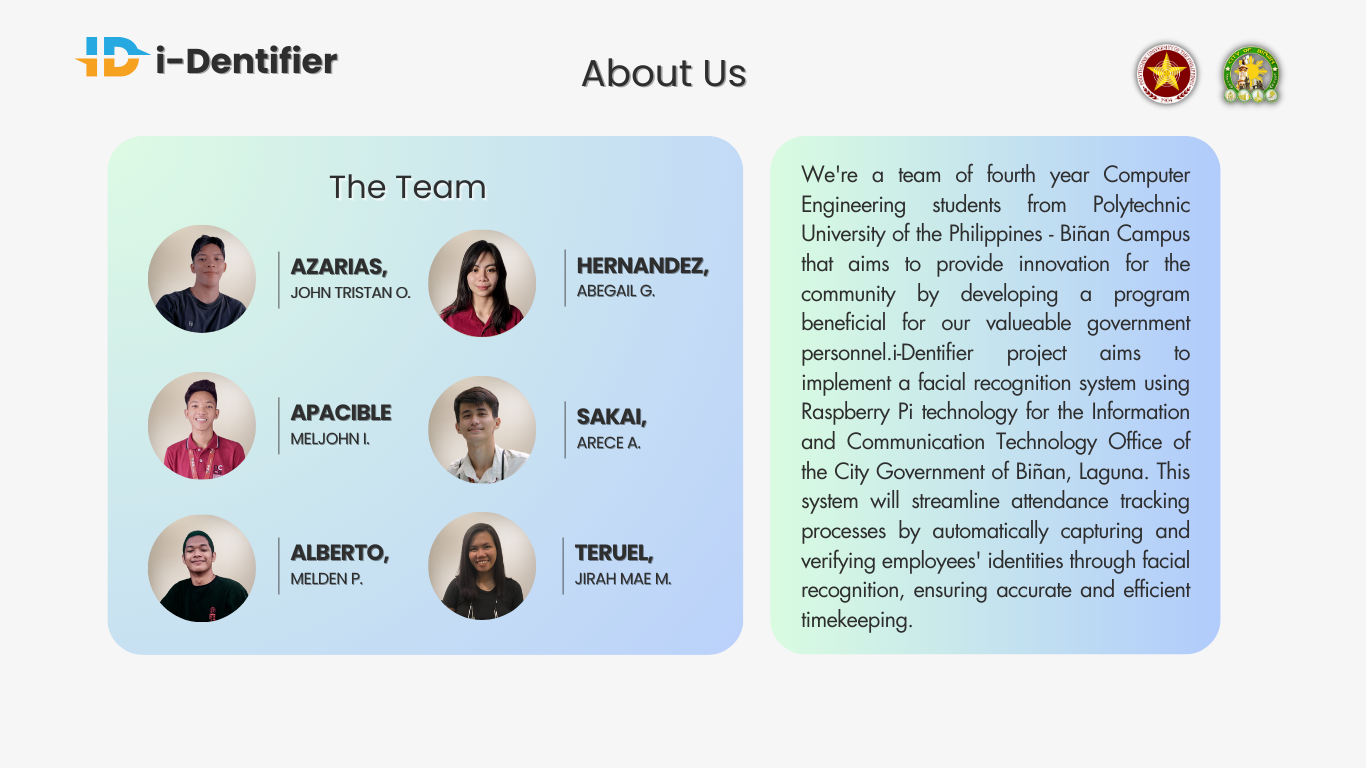 i-Dentifier
About Us
The Team
AZARIAS,
JOHN TRISTAN O.
HERNANDEZ,
ABEGAIL G.
APACIBLE
MELJOHN I.
SAKAI,
ARECE A.
ALBERTO,
MELDEN P.
TERUEL,
JIRAH MAE M.
We're a team of fourth year Computer
Engineering students from Polytechnic
University of the Philippines - Biñan Campus
that aims to provide innovation for the
community by developing a program
beneficial for our valueable government
personnel.i-Dentifier project aims to
implement a facial recognition system using
Raspberry Pi technology for the Information
and Communication Technology Office of
the City Government of Biñan, Laguna. This
system will streamline attendance tracking
processes by automatically capturing and
verifying employees' identities through facial
recognition, ensuring accurate and efficient
timekeeping.